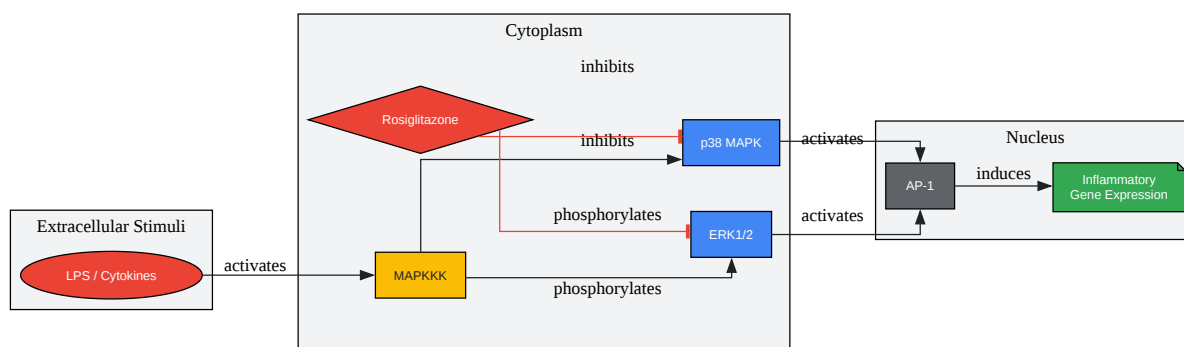 Cytoplasm
inhibits
Rosiglitazone
inhibits
p38 MAPK
activates
Nucleus
AP-1
induces
Inflammatory
Gene Expression
Extracellular Stimuli
LPS / Cytokines
activates
MAPKKK
phosphorylates
ERK1/2
activates
phosphorylates